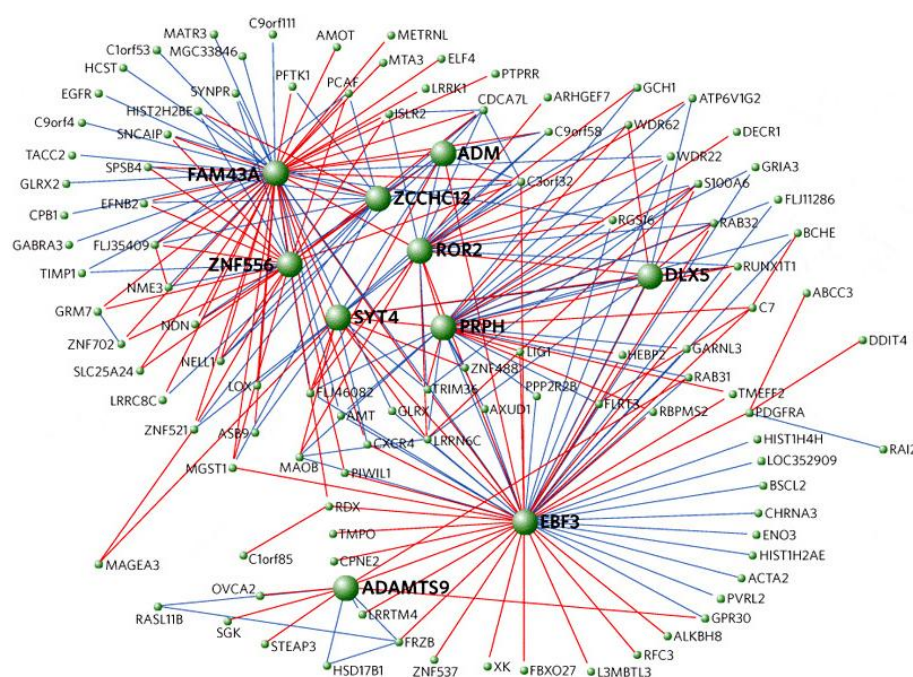 C9orf111
MATR3
METRNL
C1orf53
AMOT
MGC33846
MTA3
ELF4
HCST
PTPRR
SYNPR
PFTK1
PCAF
LRRK1
EGFR
GCH1
ARHGEF7
ATP6V1G2
HIST2H2BE
CDCA7L
ISLR2
C9orf4
C9orf58
WDR62
DECR1
SNCAIP
ADM
TACC2
WDR22
SPSB4
GRIA3
FAM43A
C3orf32
S100A6
GLRX2
ZCCHC12
FLJ11286
EFNB2
CPB1
RGS16
RAB32
BCHE
GABRA3
FLJ35409
ROR2
ZNF556
RUNX1T1
TIMP1
DLX5
NME3
ABCC3
GRM7
C7
SYT4
PRPH
NDN
ZNF702
DDIT4
GARNL3
LIG1
HEBP2
NELL1
ZNF488
SLC25A24
RAB31
LOX
FLJ46082
TRIM36
PPP2R2B
TMEFF2
LRRC8C
FLRT3
GLRX
AXUD1
RBPMS2
PDGFRA
AMT
ZNF521
ASB9
HIST1H4H
CXCR4
LRRN6C
RAI2
MAOB
LOC352909
MGST1
PIWIL1
BSCL2
RDX
CHRNA3
EBF3
TMPO
ENO3
C1orf85
HIST1H2AE
CPNE2
MAGEA3
ACTA2
ADAMTS9
OVCA2
PVRL2
RASL11B
LRRTM4
GPR30
SGK
ALKBH8
STEAP3
FRZB
RFC3
HSD17B1
ZNF537
XK
FBXO27
L3MBTL3